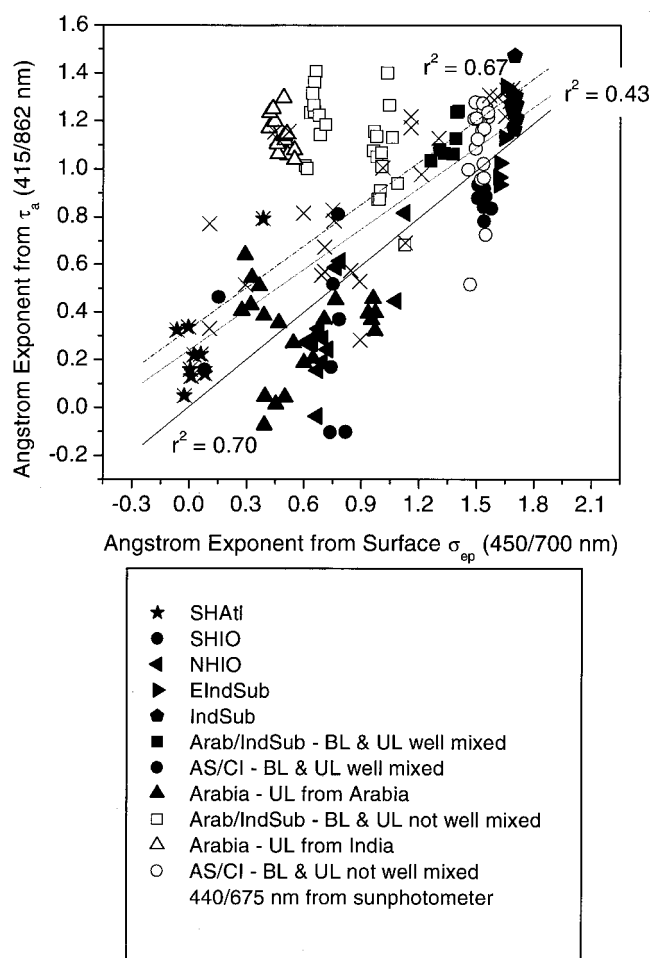 1.6
1.4
1.2
1.0
0.8
0.6
0.4
0.2
0.0
-0.2
Angstrom Exponent from τa (415/862 nm)
r² = 0.67
r² = 0.43
r² = 0.70
-0.3 0.0 0.3 0.6 0.9 1.2 1.5 1.8 2.1
Angstrom Exponent from Surface σep (450/700 nm)
SHAtl
SHIO
NHIO
EIndSub
IndSub
Arab/IndSub - BL & UL well mixed
AS/CI - BL & UL well mixed
Arabia - UL from Arabia
Arab/IndSub - BL & UL not well mixed
Arabia - UL from India
AS/CI - BL & UL not well mixed
440/675 nm from sunphotometer